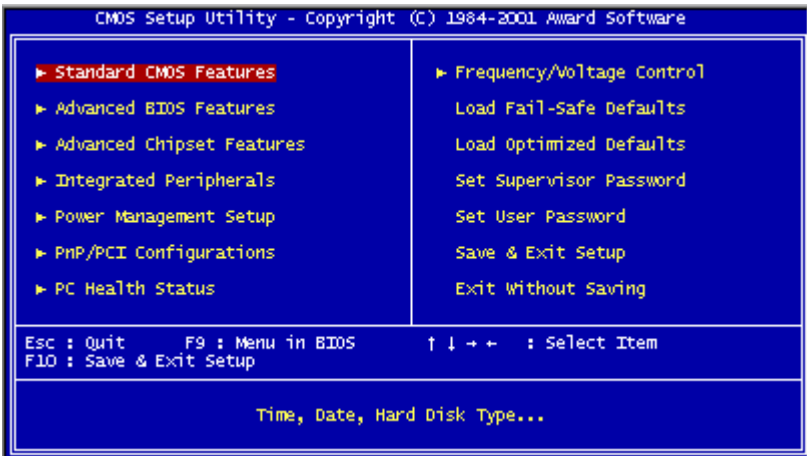 CMOS Setup Utility - Copyright (C) 1984-2001 Award Software
► Standard CMOS Features
► Advanced BIOS Features
► Advanced Chipset Features
► Integrated Peripherals
► Power Management Setup
► PnP/PCI Configurations
► PC Health Status
► Frequency/Voltage Control
Load Fail-Safe Defaults
Load Optimized Defaults
Set Supervisor Password
Set User Password
Save & Exit Setup
Exit Without Saving
Esc : Quit F9 : Menu in BIOS ↑ ↓ → ← : Select Item
F10 : Save & Exit Setup
Time, Date, Hard Disk Type...